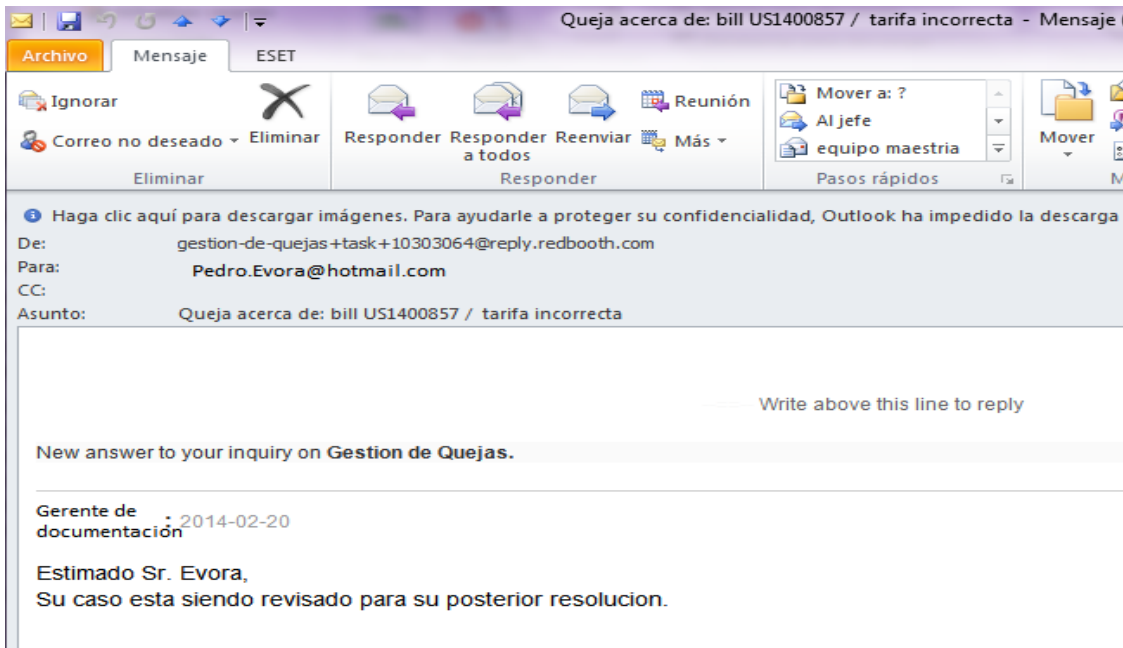 Queja acerca de: bill US1400857 / tarifa incorrecta - Mensaje
Archivo Mensaje ESET
Ignorar
Correo no deseado
Eliminar
Responder
Responder a todos
Reenviar
Reunión
Más
Mover a: ?
Al jefe
equipo maestria
Mover
Eliminar Responder Pasos rápidos
Haga clic aquí para descargar imágenes. Para ayudarle a proteger su confidencialidad, Outlook ha impedido la descarga
De: gestion-de-quejas+task+10303064@reply.redbooth.com
Para: Pedro.Evora@hotmail.com
CC:
Asunto: Queja acerca de: bill US1400857 / tarifa incorrecta
Write above this line to reply
New answer to your inquiry on Gestion de Quejas.
Gerente de
documentación : 2014-02-20
Estimado Sr. Evora,
Su caso esta siendo revisado para su posterior resolucion.